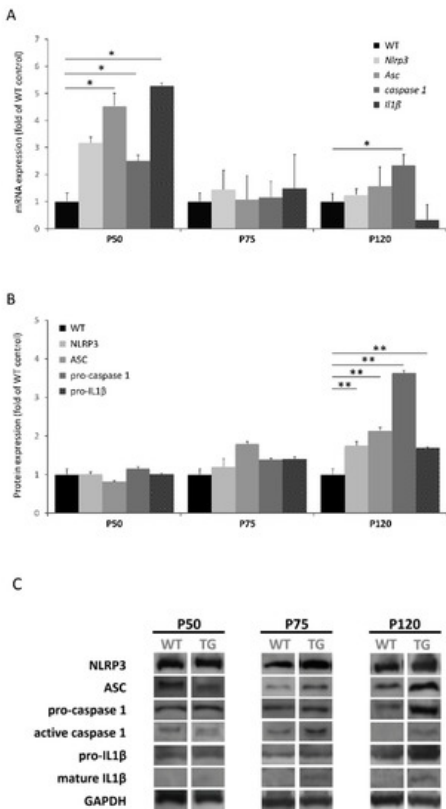 A
mRNA expression (fold of WT control)
7
6
5
4
3
2
1
0
* 
*
*
*
WT
Nlrp3
Asc
caspase 1
Il1β
P50 P75 P120
B
Protein expression (fold of WT control)
5
4
3
2
1
0
WT
NLRP3
ASC
pro-caspase 1
pro-IL1β
**
**
**
**
P50 P75 P120
C
P50 P75 P120
WT TG WT TG WT TG
NLRP3
ASC
pro-caspase 1
active caspase 1
pro-IL1β
mature IL1β
GAPDH